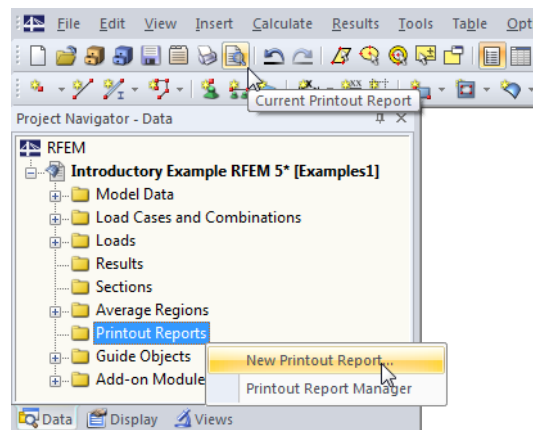 File Edit View Insert Calculate Results Tools Table Opt
Current Printout Report
Project Navigator - Data
RFEM
Introductory Example RFEM 5* [Examples1]
Model Data
Load Cases and Combinations
Loads
Results
Sections
Average Regions
Printout Reports
Guide Objects
New Printout Report...
Add-on Module
Printout Report Manager
Data Display Views